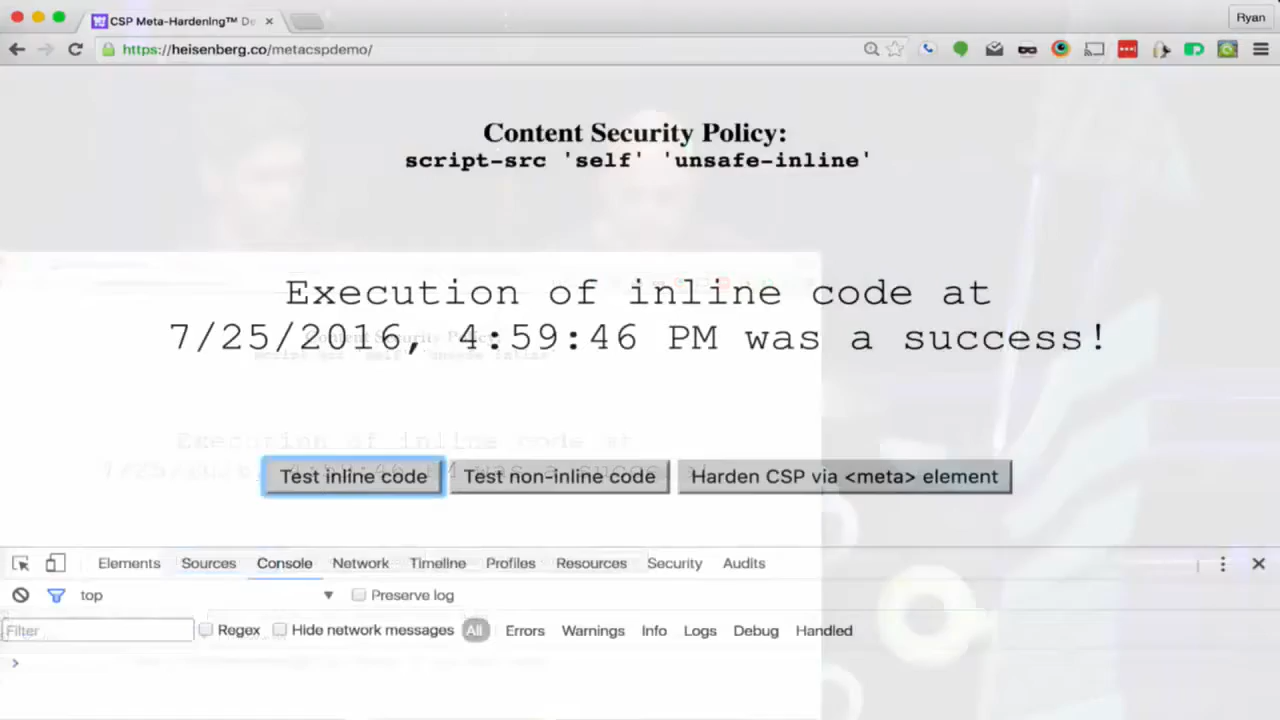 CSP Meta-Hardening™ De
Ryan
https://heisenberg.co/metacspdemo/
Content Security Policy:
script-src 'self' 'unsafe-inline'
Execution of inline code at
7/25/2016, 4:59:46 PM was a success!
Test inline code Test non-inline code Harden CSP via <meta> element
Elements Sources Console Network Timeline Profiles Resources Security Audits
top Preserve log
Filter Regex Hide network messages All Errors Warnings Info Logs Debug Handled